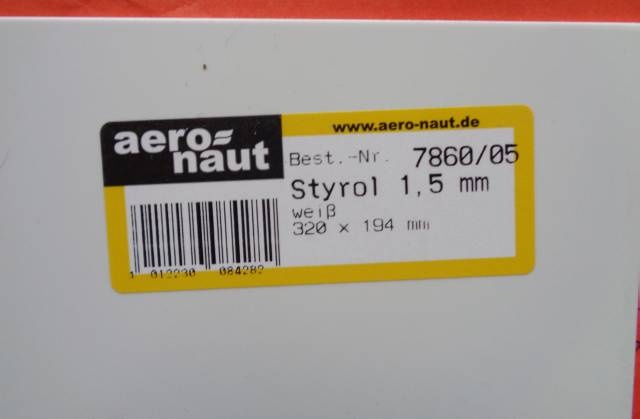 www.aero-naut.de
aero=
naut
Best.-Nr. 7860/05
Styrol 1,5 mm
weiß
320 x 194 mm
1 012230 084282